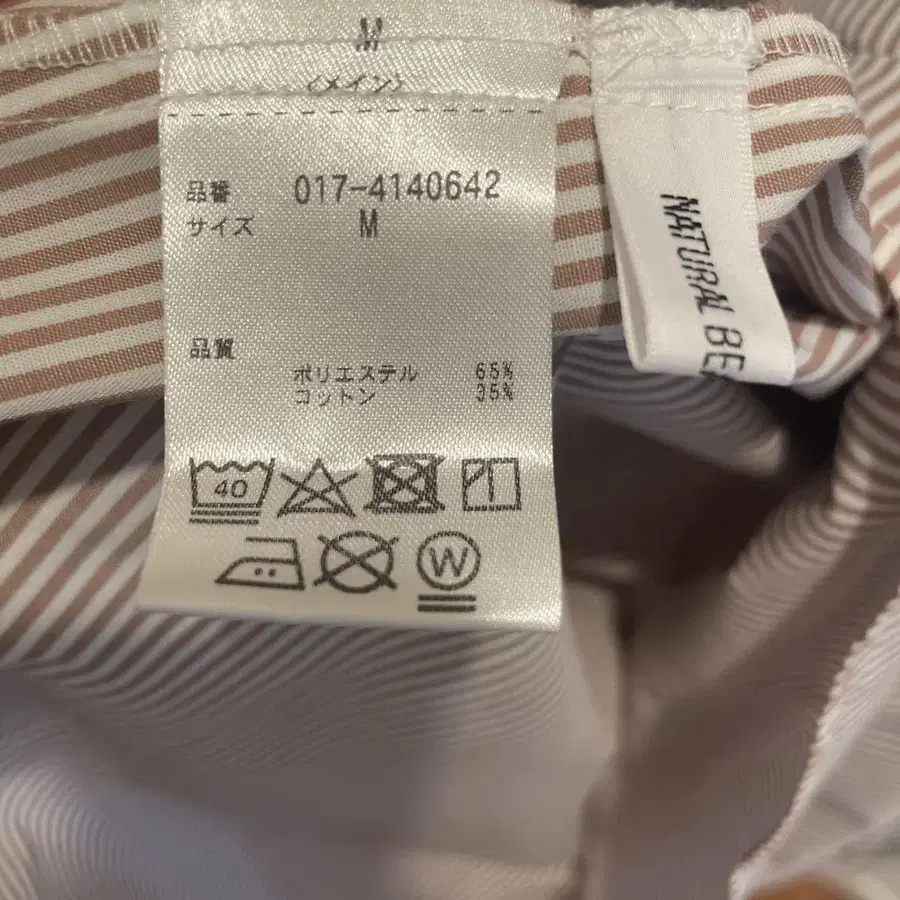 M
〈メイン〉
品番 017-4140642
サイズ M
品質
ポリエステル 65%
コットン 35%
40
W
NATURAL BE